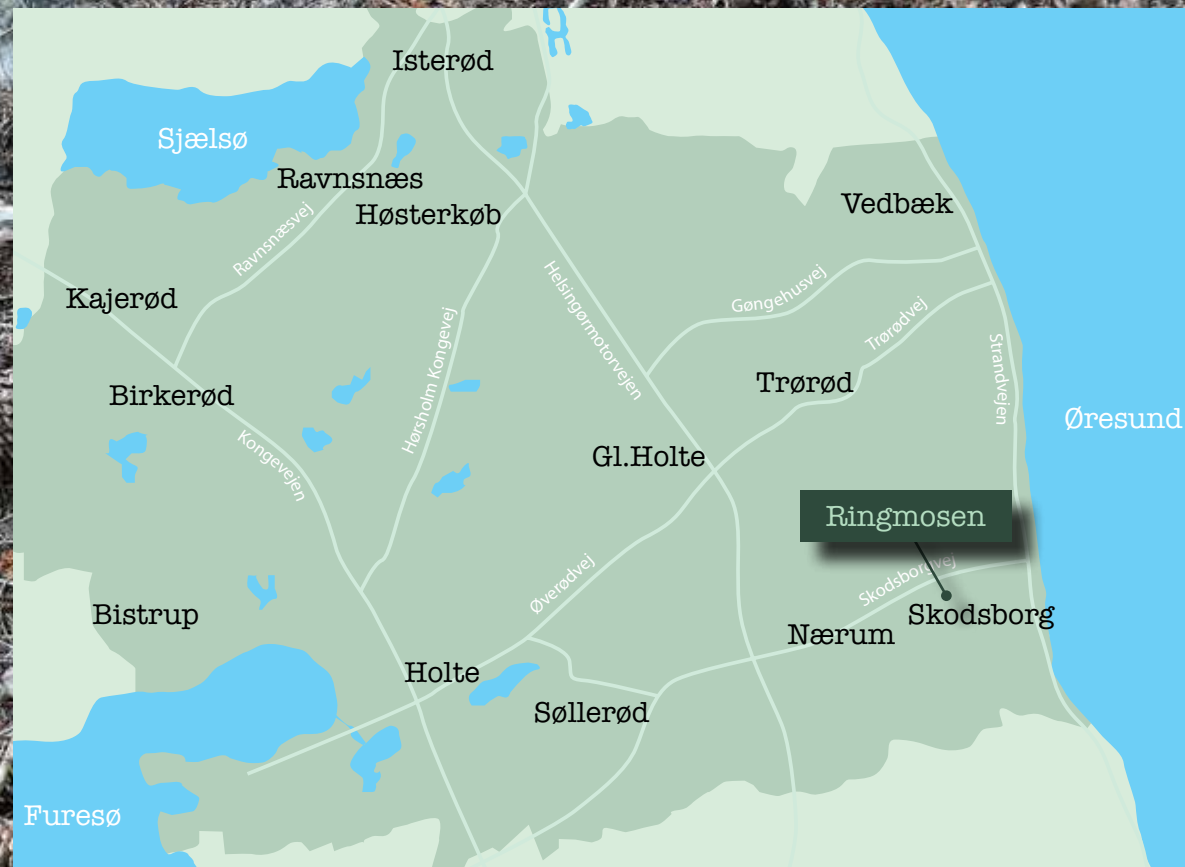 Isterød
Sjælsø
Ravnsnæs
Høsterkøb
Vedbæk
Ravnsnæsvej
Kajerød
Helsingørmotorvejen
Gøngehusvej
Trørødvej
Hørsholm Kongevej
Strandvejen
Birkerød
Trørød
Øresund
Kongevejen
Gl.Holte
Ringmosen
Øverødvej
Skodsborgvej
Bistrup
Skodsborg
Nærum
Holte
Søllerød
Furesø